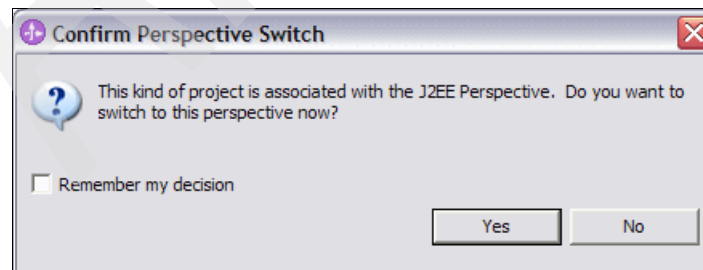 Confirm Perspective Switch
This kind of project is associated with the J2EE Perspective. Do you want to
switch to this perspective now?
Remember my decision
Yes
No